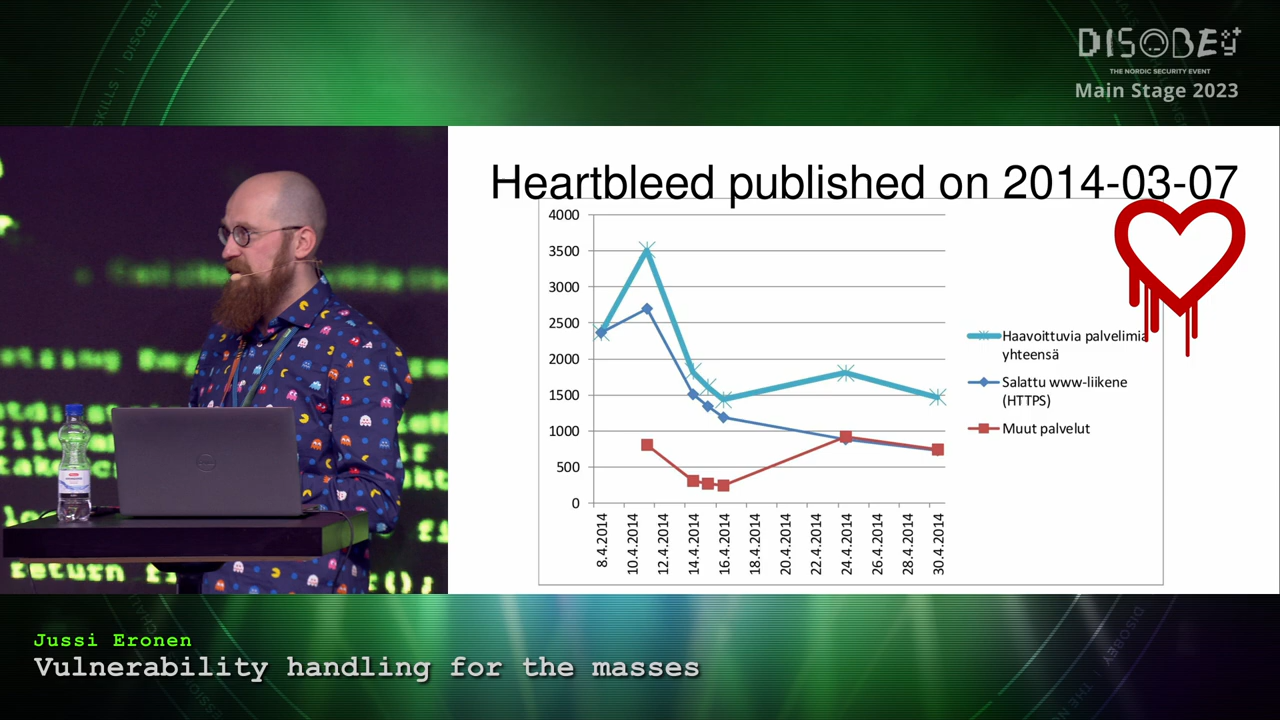 DISOBEY
THE NORDIC SECURITY EVENT
Main Stage 2023
SKILLS | DISOBEY
Heartbleed published on 2014-03-07
4000
3500
3000
2500
2000
1500
1000
500
0
8.4.2014
10.4.2014
12.4.2014
14.4.2014
16.4.2014
18.4.2014
20.4.2014
22.4.2014
24.4.2014
26.4.2014
28.4.2014
30.4.2014
Haavoittuvia palvelimia
yhteensä
Salattu www-liikene
(HTTPS)
Muut palvelut
return
Jussi Eronen
Vulnerability handling for the masses